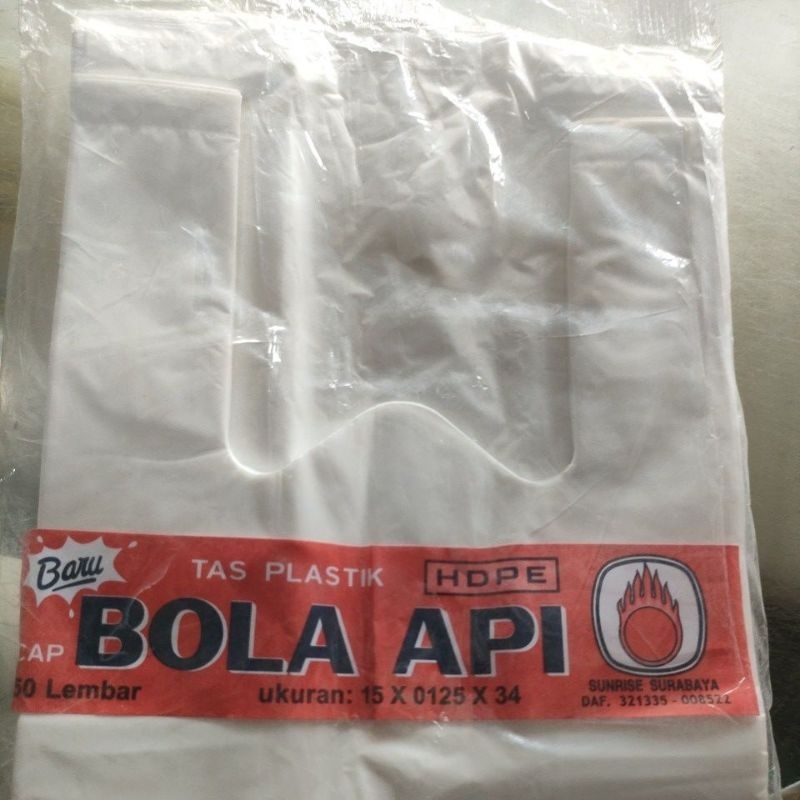 Baru
TAS PLASTIK HDPE
CAP BOLA API
50 Lembar ukuran: 15 X 0125 X 34
SUNRISE SURABAYA
DAF. 321335 - 008522